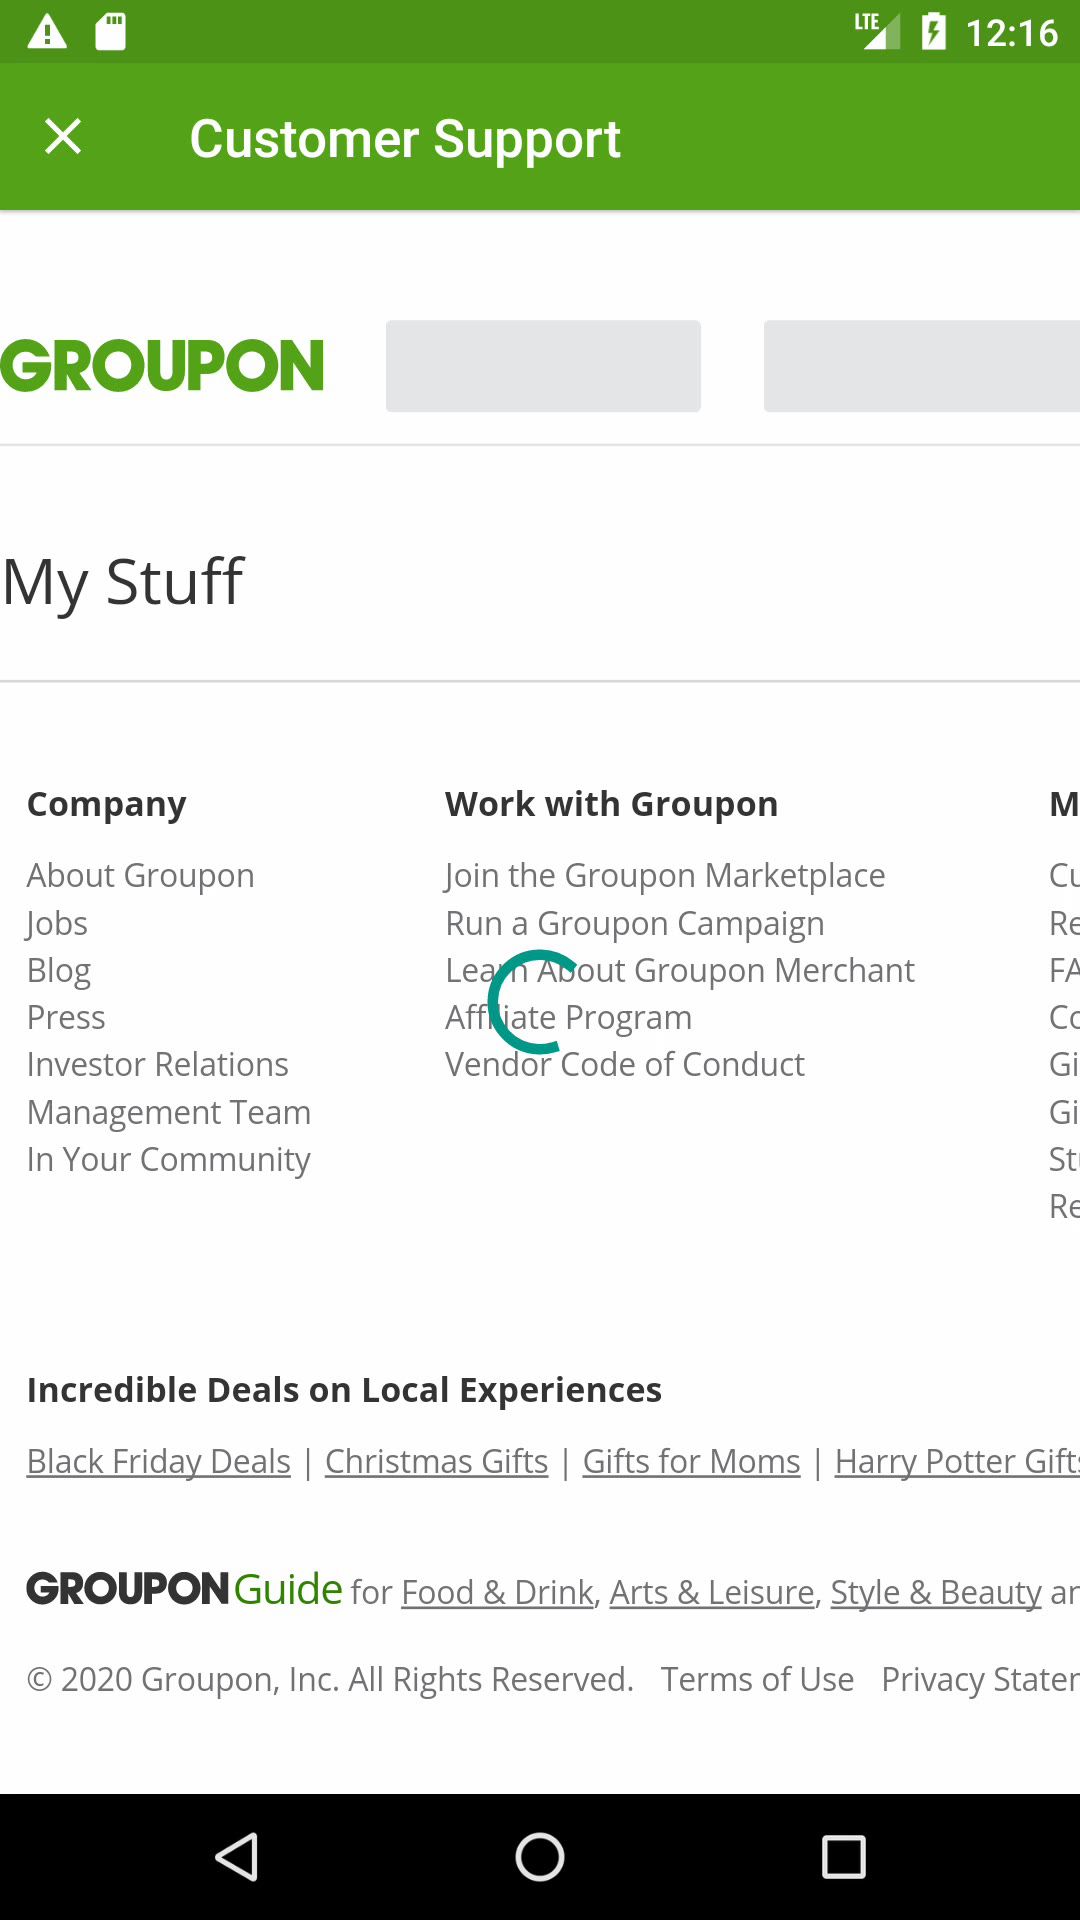 LTE 12:16
Customer Support
GROUPON
My Stuff
Company
About Groupon
Jobs
Blog
Press
Investor Relations
Management Team
In Your Community
Work with Groupon
Join the Groupon Marketplace
Run a Groupon Campaign
Learn About Groupon Merchant
Affiliate Program
Vendor Code of Conduct
M
Cu
Re
FA
Co
Gi
Gi
Stu
Re
Incredible Deals on Local Experiences
Black Friday Deals | Christmas Gifts | Gifts for Moms | Harry Potter Gifts
GROUPON Guide for Food & Drink, Arts & Leisure, Style & Beauty an
© 2020 Groupon, Inc. All Rights Reserved. Terms of Use Privacy Stater